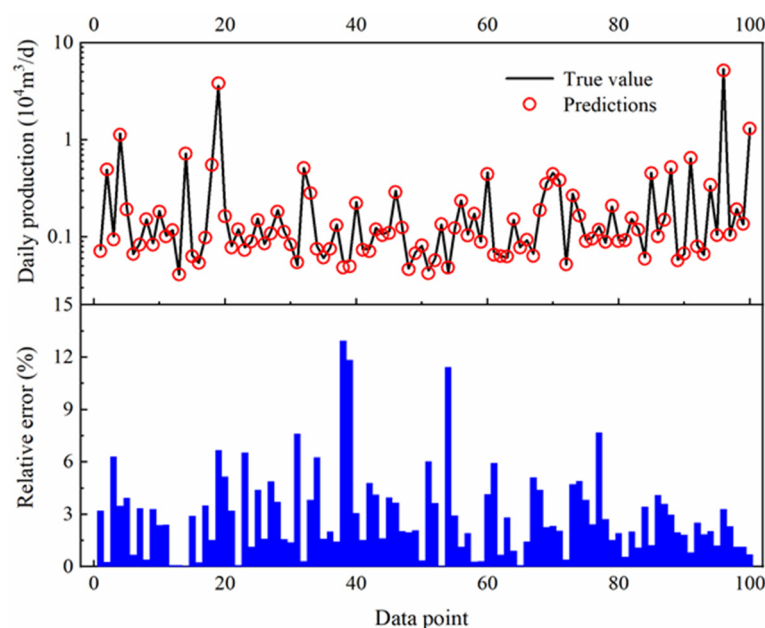 0 20 40 60 80 100
10
1
0.1
Daily production (10⁴m³/d)
True value
Predictions
15
12
9
6
3
0
Relative error (%)
0 20 40 60 80 100
Data point